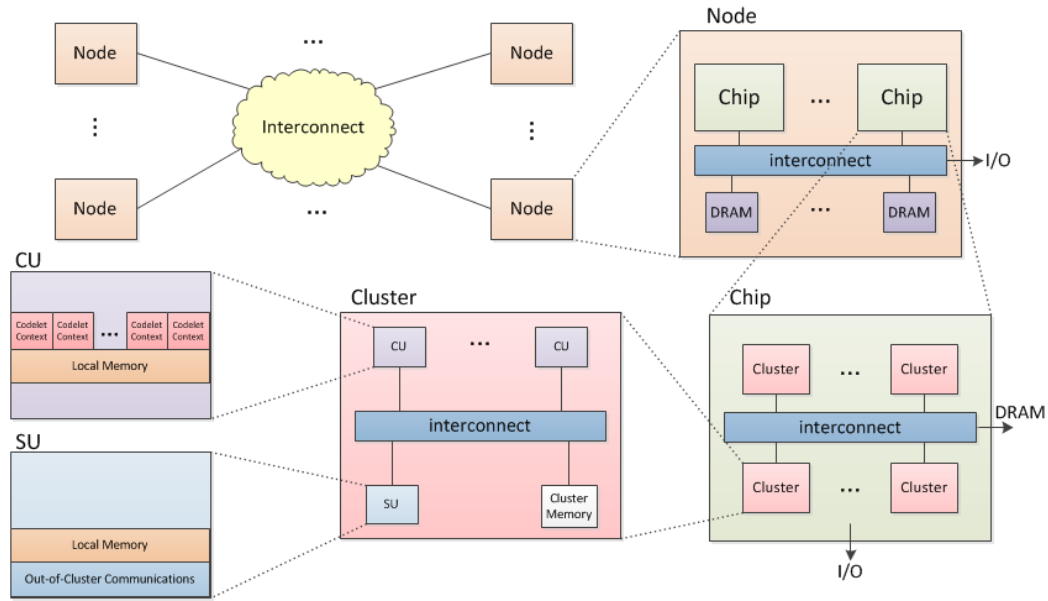 Node
...
Node
Interconnect
...
...
Node
...
Node
Node
Chip
...
Chip
interconnect
I/O
DRAM
...
DRAM
CU
Codelet
Context
Codelet
Context
...
Codelet
Context
Codelet
Context
Local Memory
SU
Local Memory
Out-of-Cluster Communications
Cluster
CU
...
CU
interconnect
SU
Cluster
Memory
Chip
Cluster
...
Cluster
interconnect
DRAM
Cluster
...
Cluster
I/O